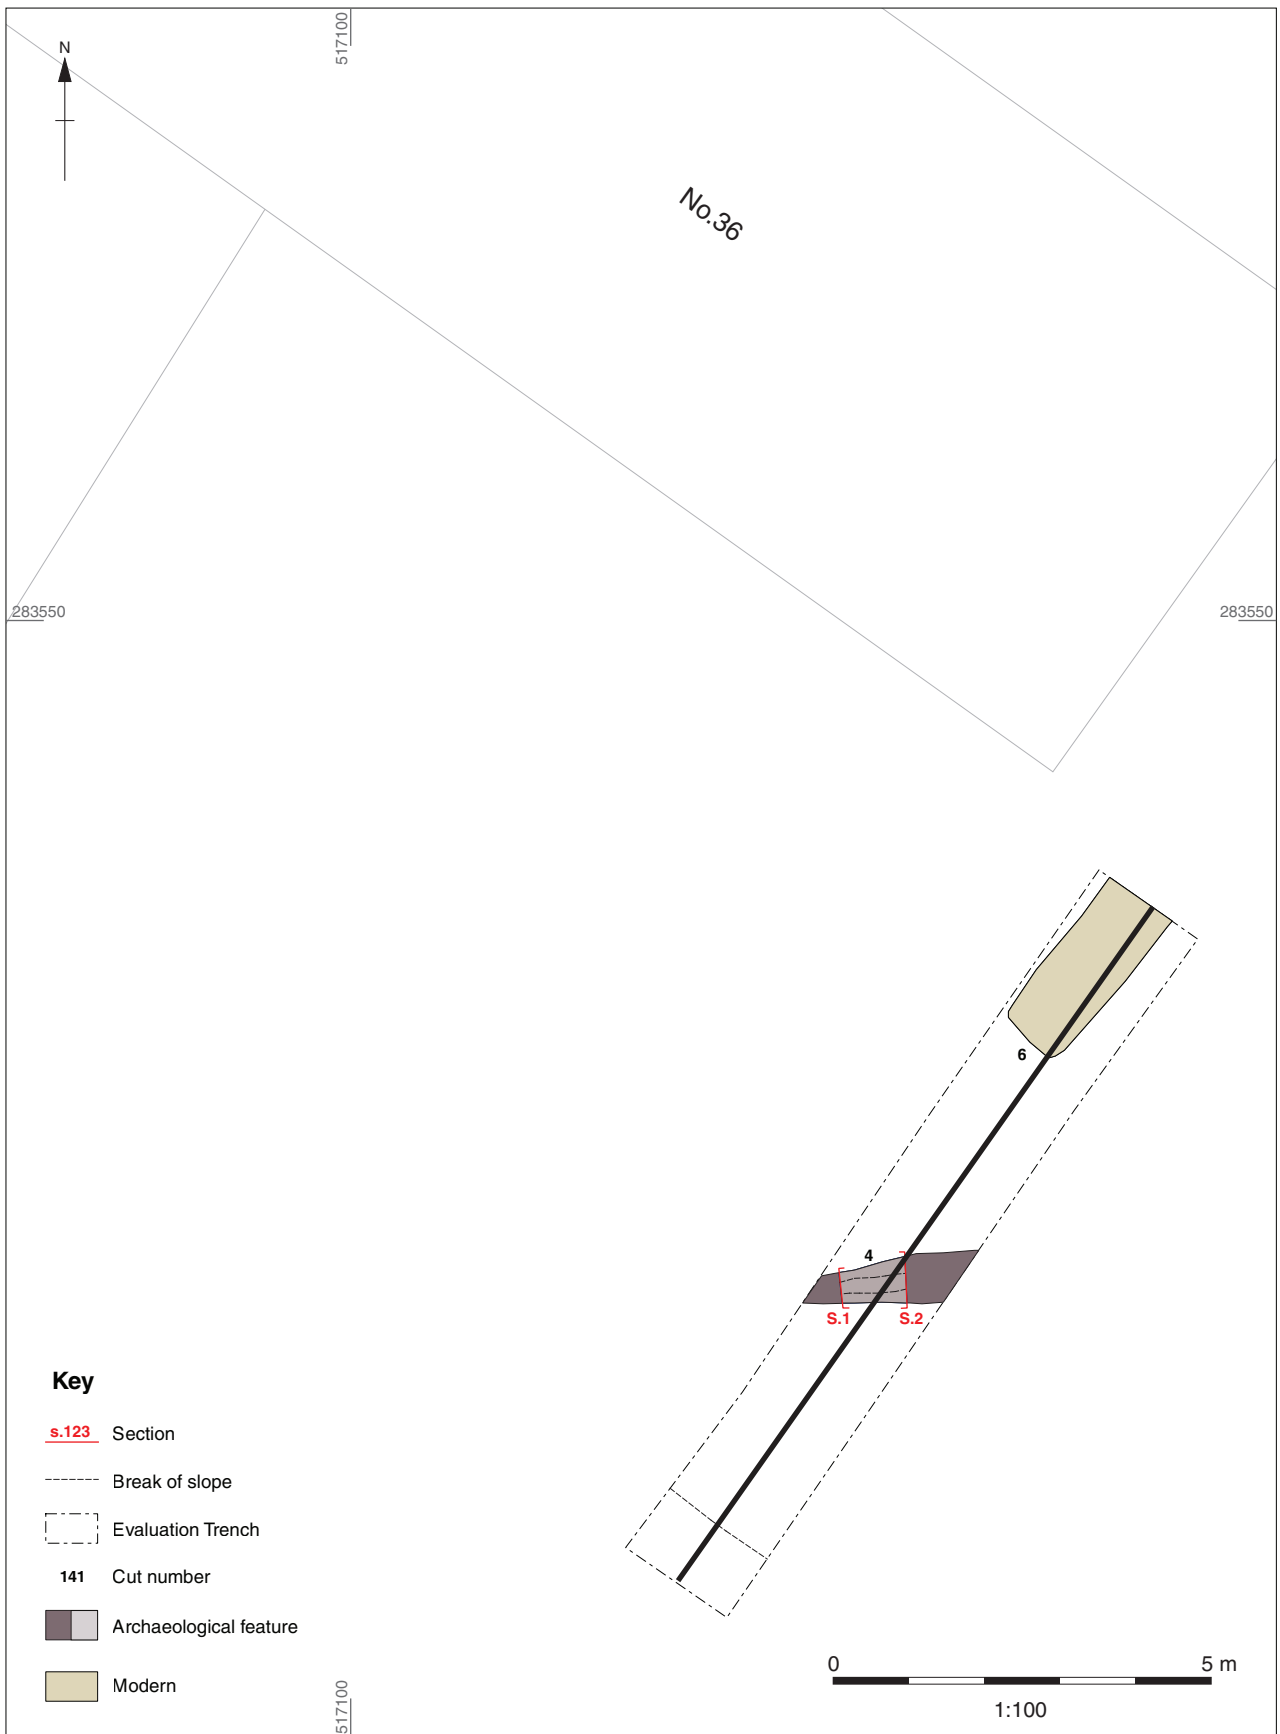 517100
N
No.36
283550
283550
6
4
S.1
S.2
Key
s.123 Section
Break of slope
Evaluation Trench
141 Cut number
Archaeological feature
Modern
0 5 m
1:100
517100